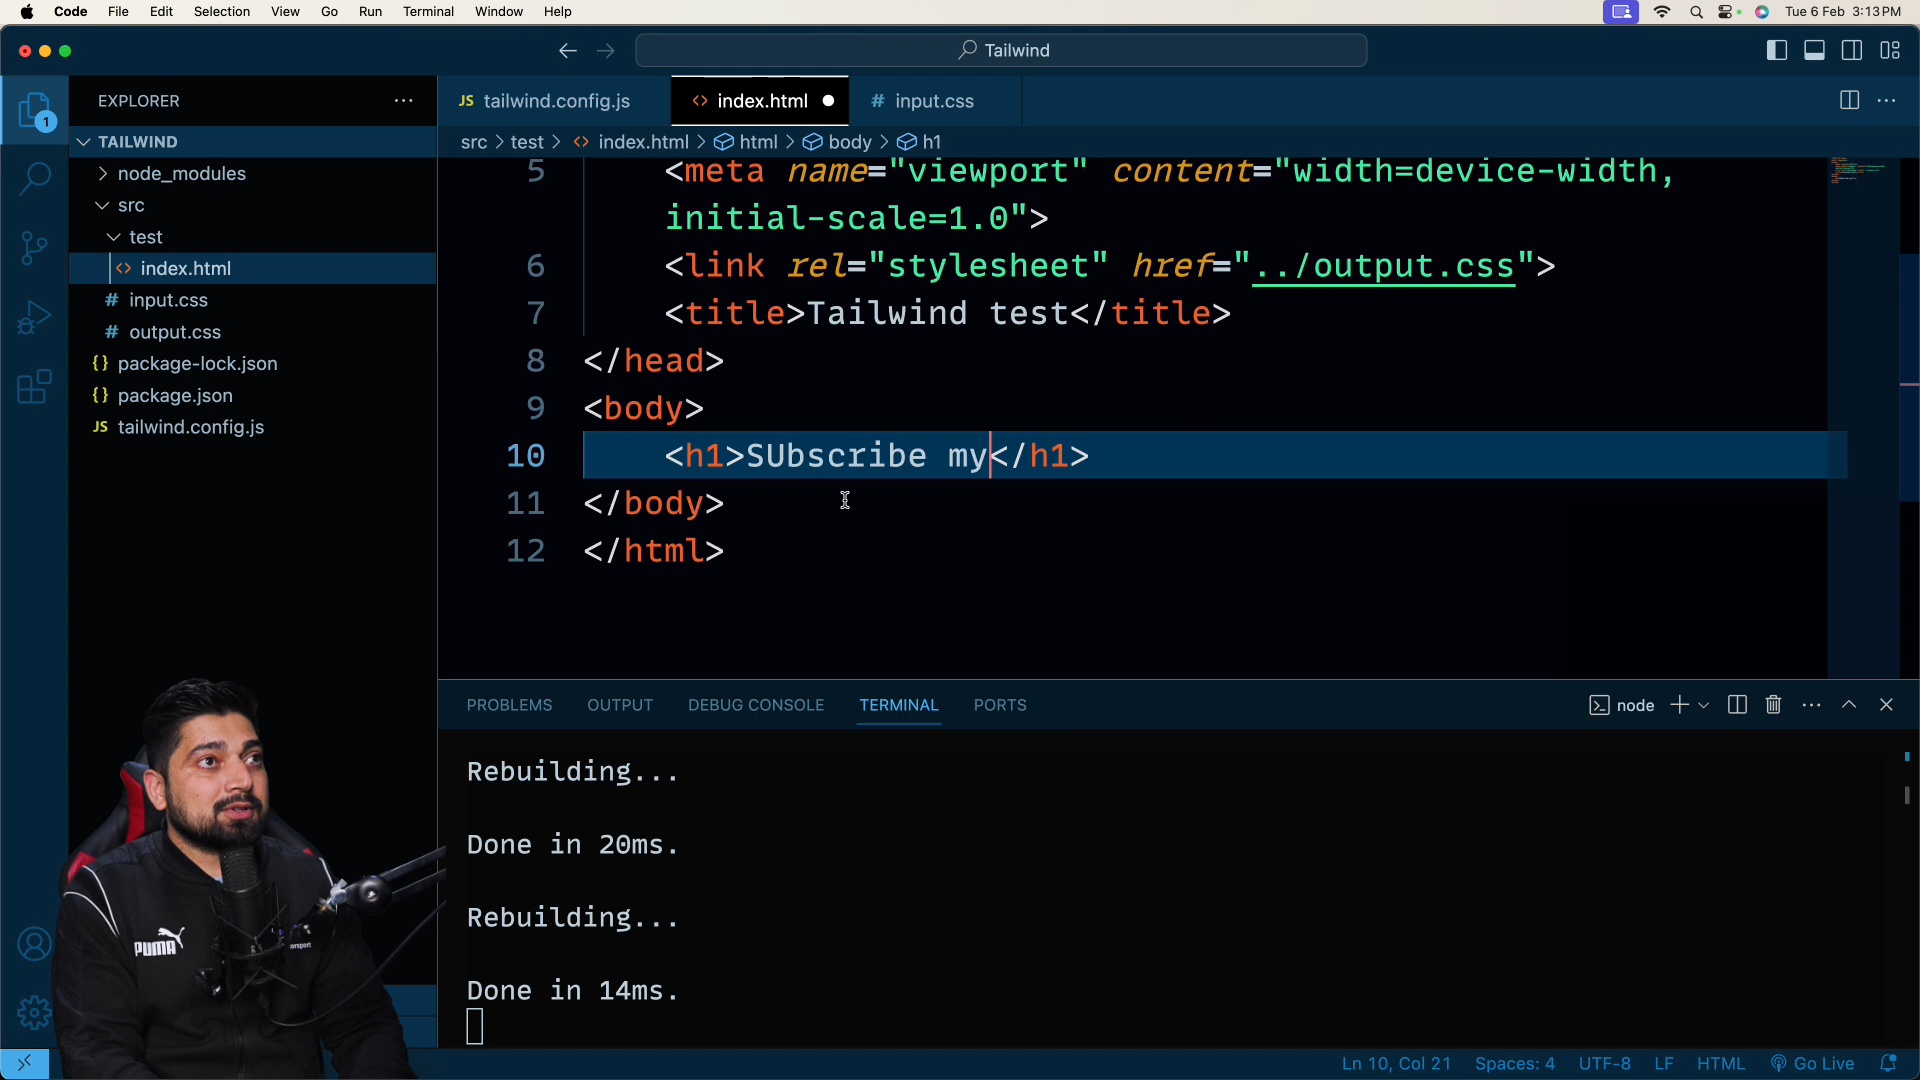 Code File Edit Selection View Go Run Terminal Window Help Tue 6 Feb 3:13 PM
Tailwind
EXPLORER
1
TAILWIND
node_modules
src
test
index.html
input.css
output.css
package-lock.json
package.json
tailwind.config.js
JS tailwind.config.js <> index.html # input.css
src > test > <> index.html > html > body > h1
5 <meta name="viewport" content="width=device-width,
initial-scale=1.0">
6 <link rel="stylesheet" href="../output.css">
7 <title>Tailwind test</title>
8 </head>
9 <body>
10 <h1>SUbscribe my</h1>
11 </body>
12 </html>
PROBLEMS OUTPUT DEBUG CONSOLE TERMINAL PORTS node
Rebuilding...
Done in 20ms.
Rebuilding...
Done in 14ms.
PUMA
Ln 10, Col 21 Spaces: 4 UTF-8 LF HTML Go Live